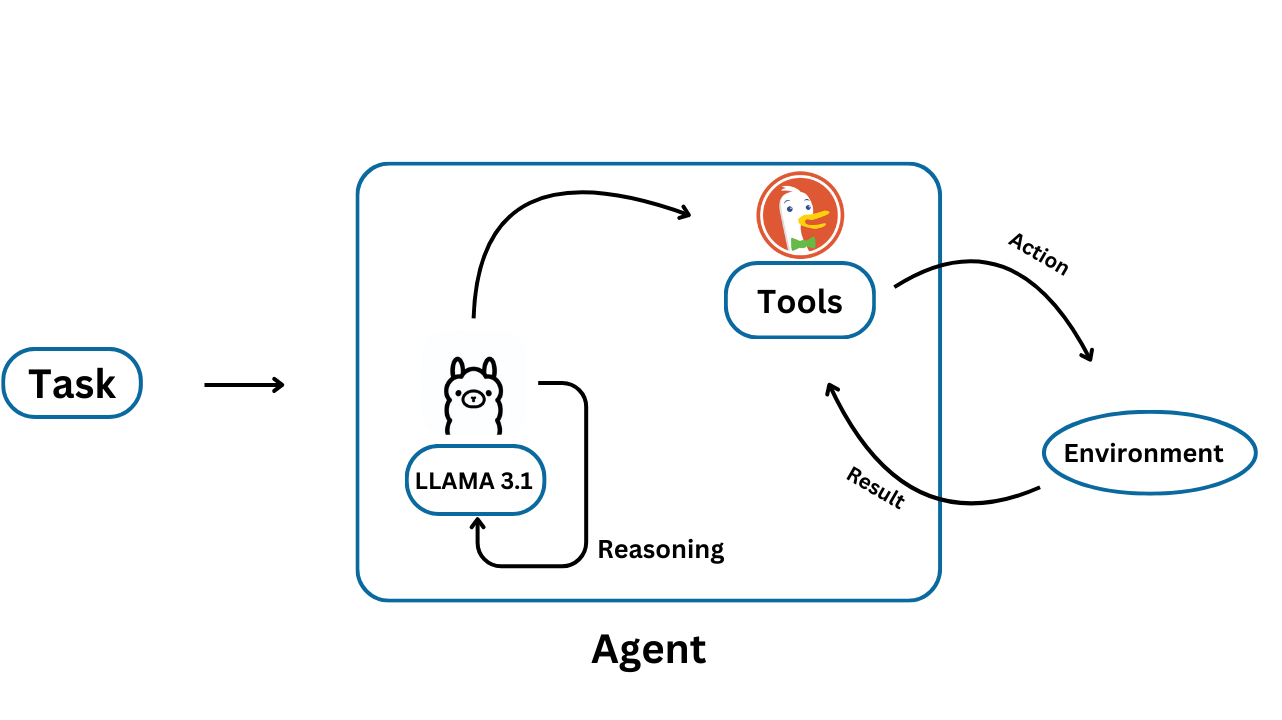 Task
LLAMA 3.1
Reasoning
Tools
Action
Result
Environment
Agent